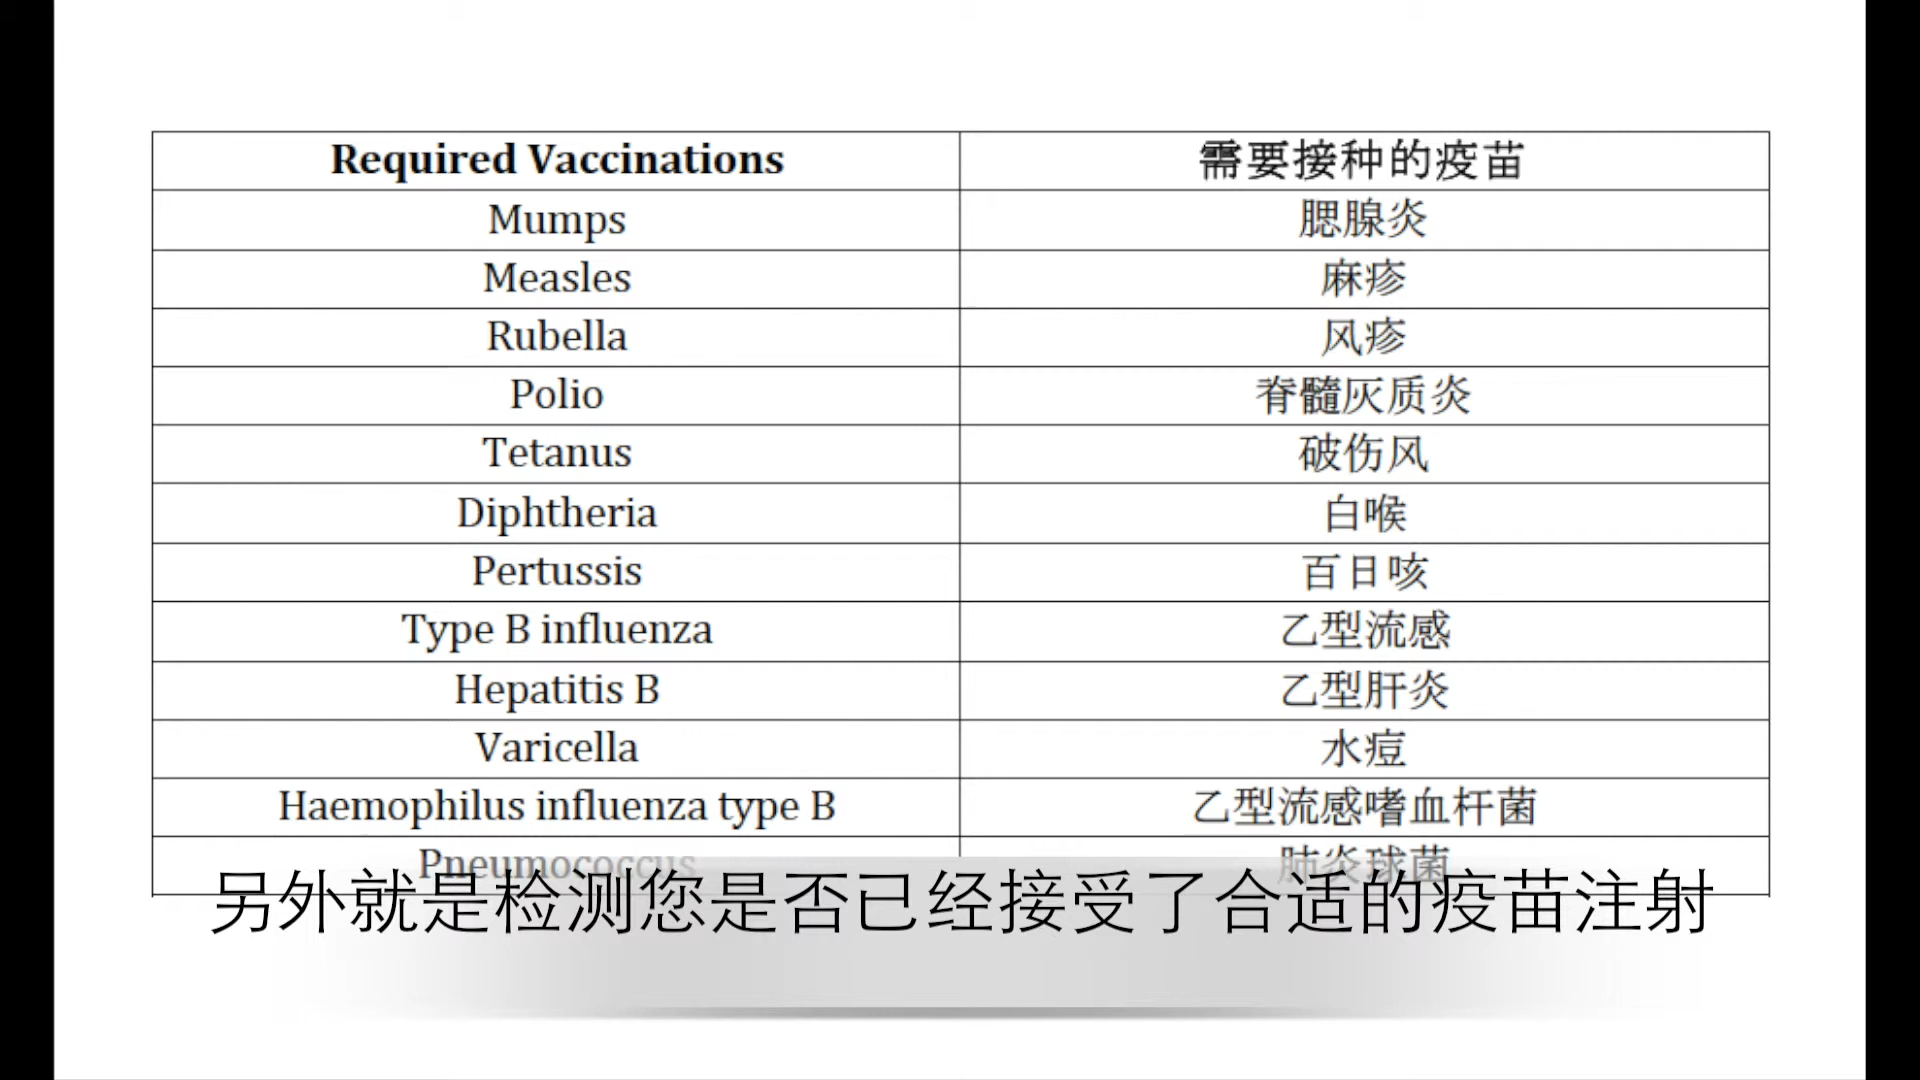 Required Vaccinations 需要接种的疫苗
Mumps 腮腺炎
Measles 麻疹
Rubella 风疹
Polio 脊髓灰质炎
Tetanus 破伤风
Diphtheria 白喉
Pertussis 百日咳
Type B influenza 乙型流感
Hepatitis B 乙型肝炎
Varicella 水痘
Haemophilus influenza type B 乙型流感嗜血杆菌
Pneumococcus 肺炎球菌
另外就是检测您是否已经接受了合适的疫苗注射